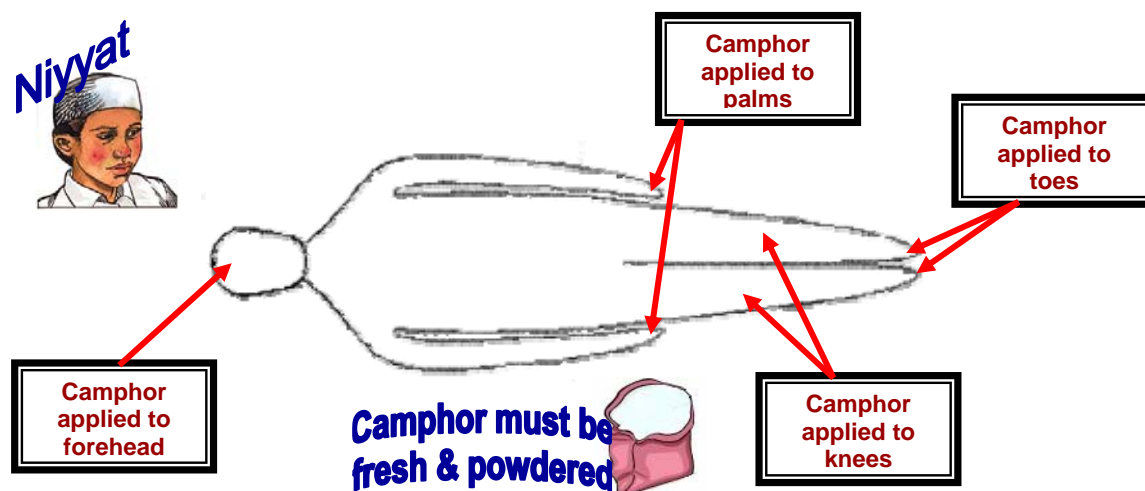 Niyyat
Camphor
applied to
palms
Camphor
applied to
toes
Camphor
applied to
forehead
Camphor must be
fresh & powdered
Camphor
applied to
knees